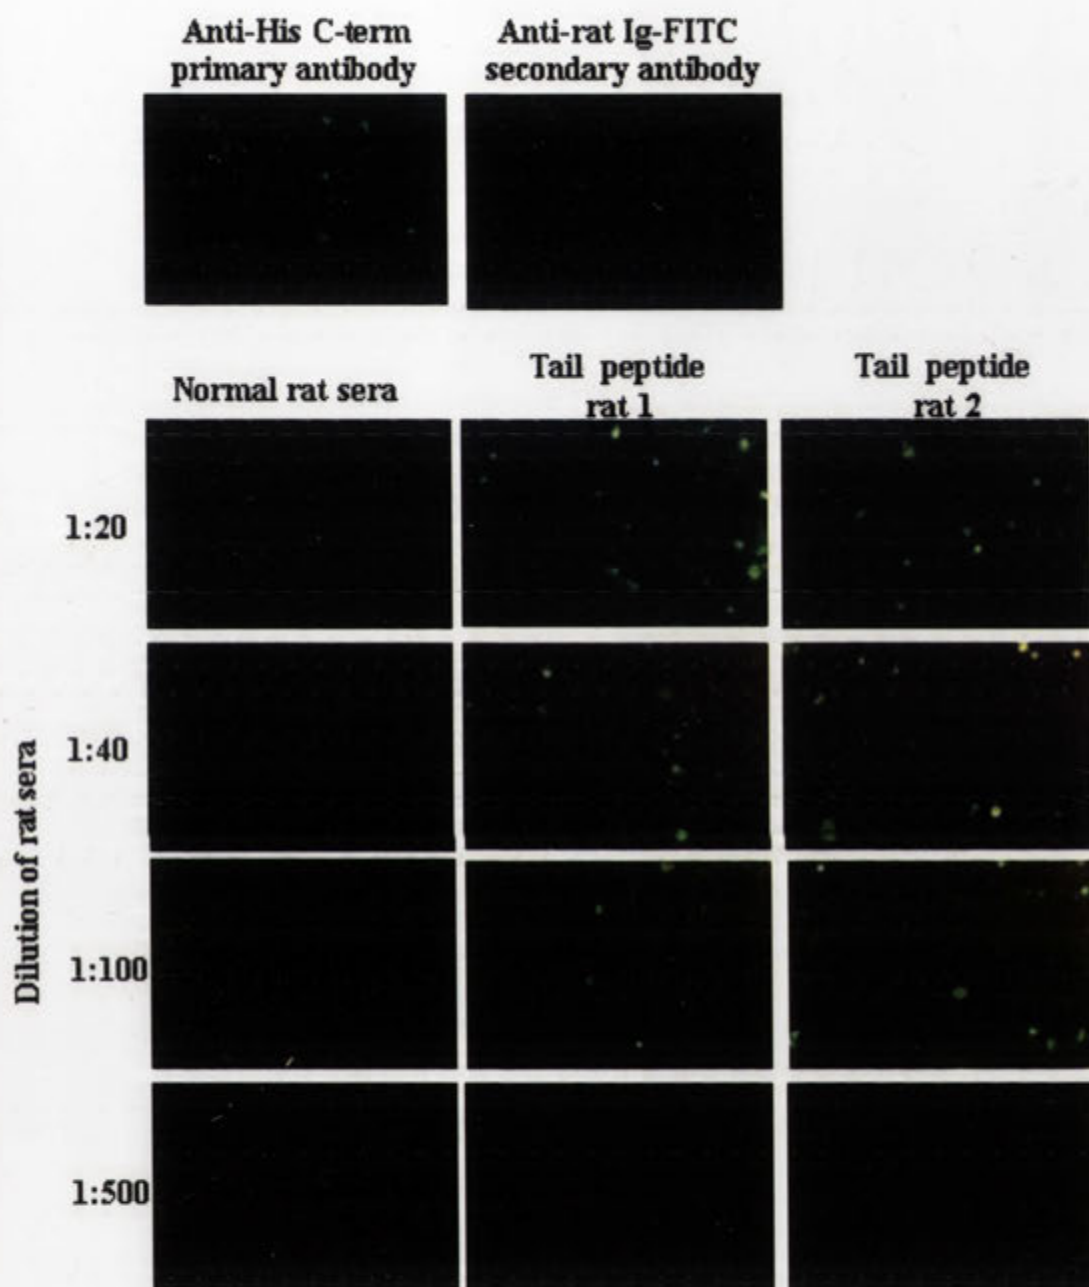 Anti-His C-term
primary antibody
Anti-rat Ig-FITC
secondary antibody
Normal rat sera
Tail peptide
rat 1
Tail peptide
rat 2
1:20
1:40
1:100
1:500
Dilution of rat sera